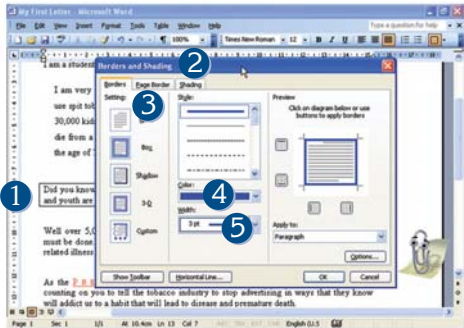 My First Letter - Microsoft Word
File Edit View Insert Format Tools Table Window Help
Type a question for help
100% Times New Roman 12 B I U
I am a student
Borders and Shading
2
I am very
use spit tob
30,000 kid
die from a
the age of
Borders Page Border Shading
Setting:
3
Box
Shadow
3-D
Custom
Style:
Color:
4
Width:
3 pt
5
Preview
Click on diagram below or use
buttons to apply borders
Apply to:
Paragraph
Options...
Show Toolbar Horizontal Line... OK Cancel
1
Did you know
and youth are
Well over 5,0
must be done.
related illness
As the
counting on you to tell the tobacco industry to stop advertising in ways that they know
will addict us to a habit that will lead to disease and premature death.
Page 1 Sec 1 1/1 At 10.4cm Ln 13 Col 7 English (U.S